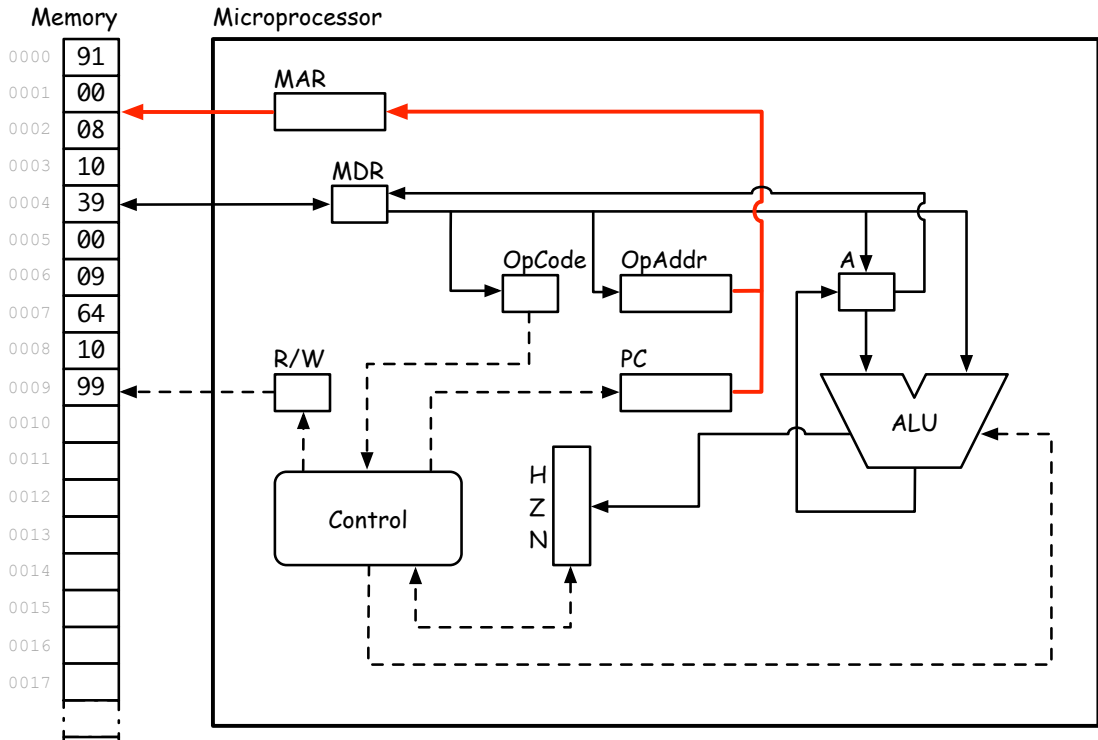 Memory
Microprocessor
0000 91
0001 00
0002 08
0003 10
0004 39
0005 00
0006 09
0007 64
0008 10
0009 99
0010
0011
0012
0013
0014
0015
0016
0017
MAR
MDR
OpCode
OpAddr
A
R/W
PC
ALU
H
Z
N
Control